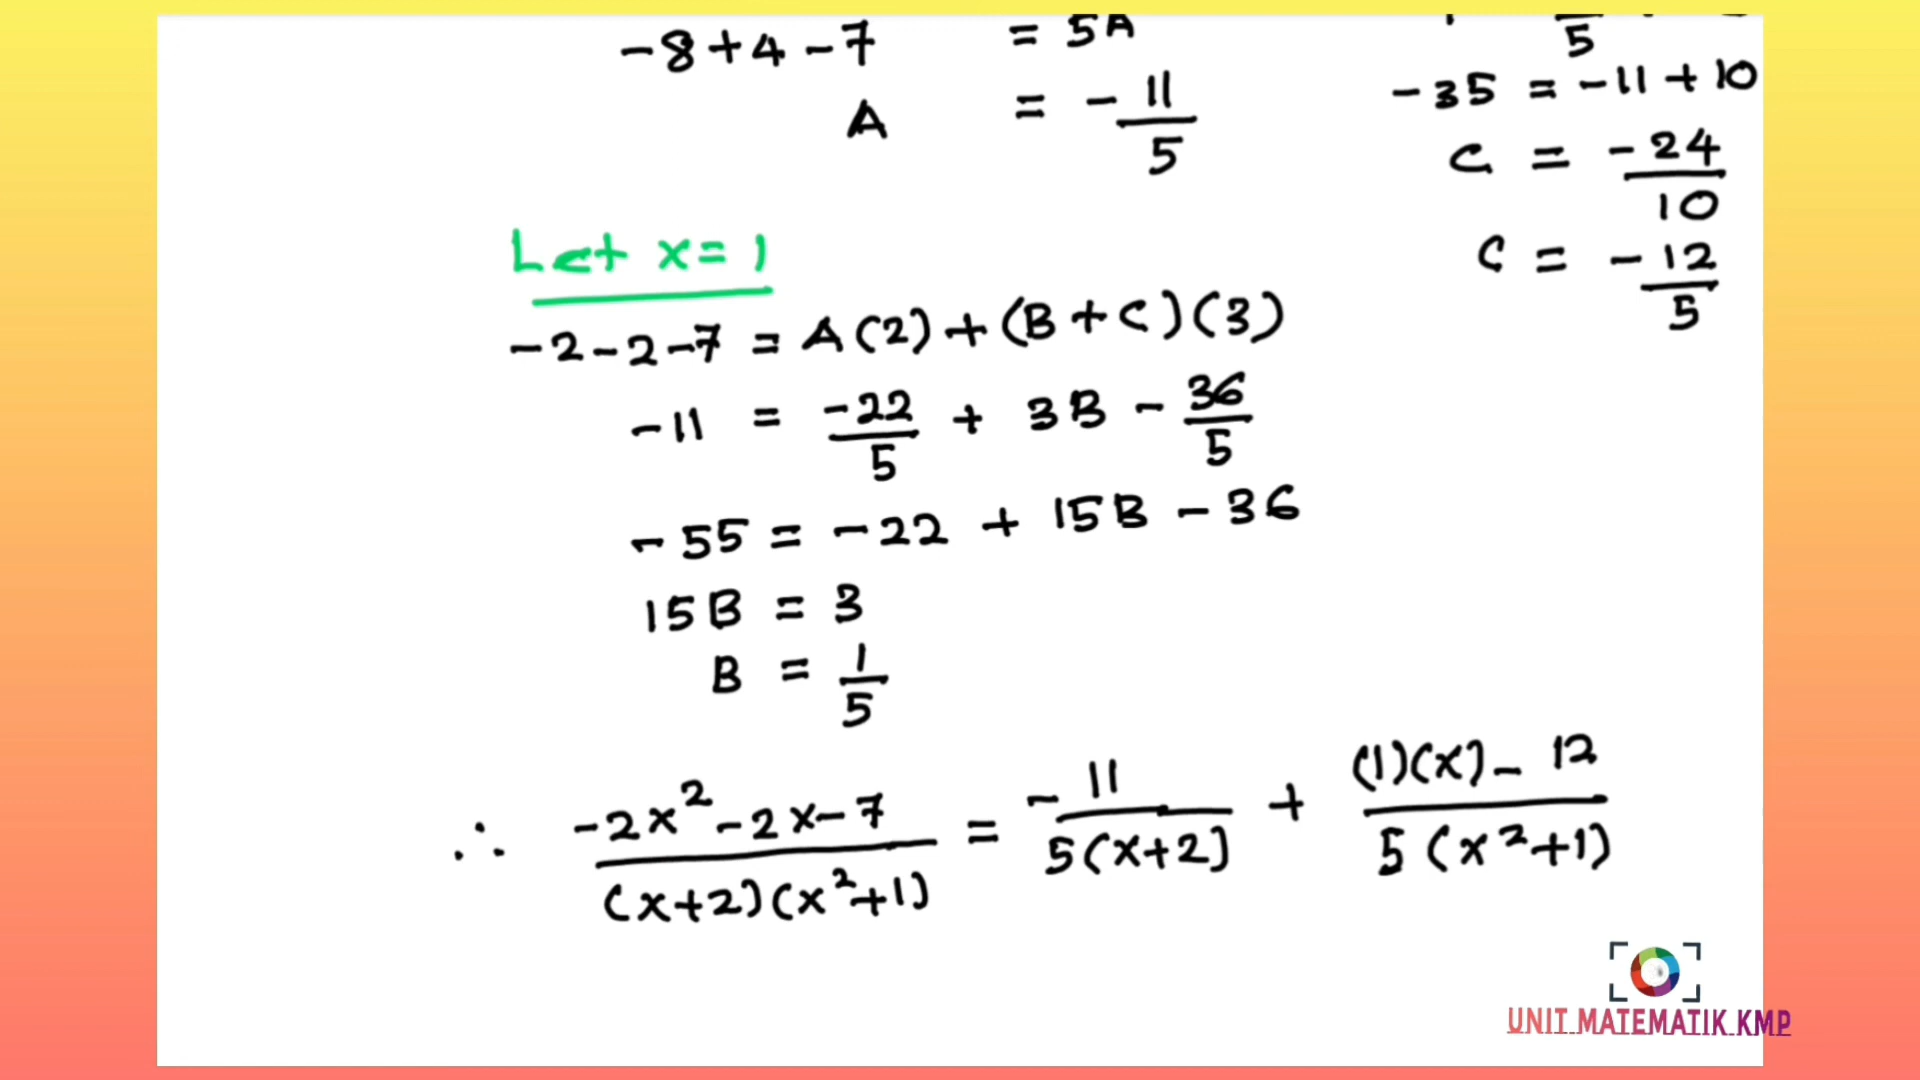 -8+4-7 = 5A
A = -11/5
5
-35 = -11+10
C = -24/10
C = -12/5
Let x=1
-2-2-7 = A(2)+(B+C)(3)
-11 = -22/5 + 3B - 36/5
-55 = -22 + 15B - 36
15B = 3
B = 1/5
∴ -2x²-2x-7/(x+2)(x²+1) = -11/5(x+2) + (1)(x)-12/5(x²+1)
UNIT.MATEMATIK.KMP